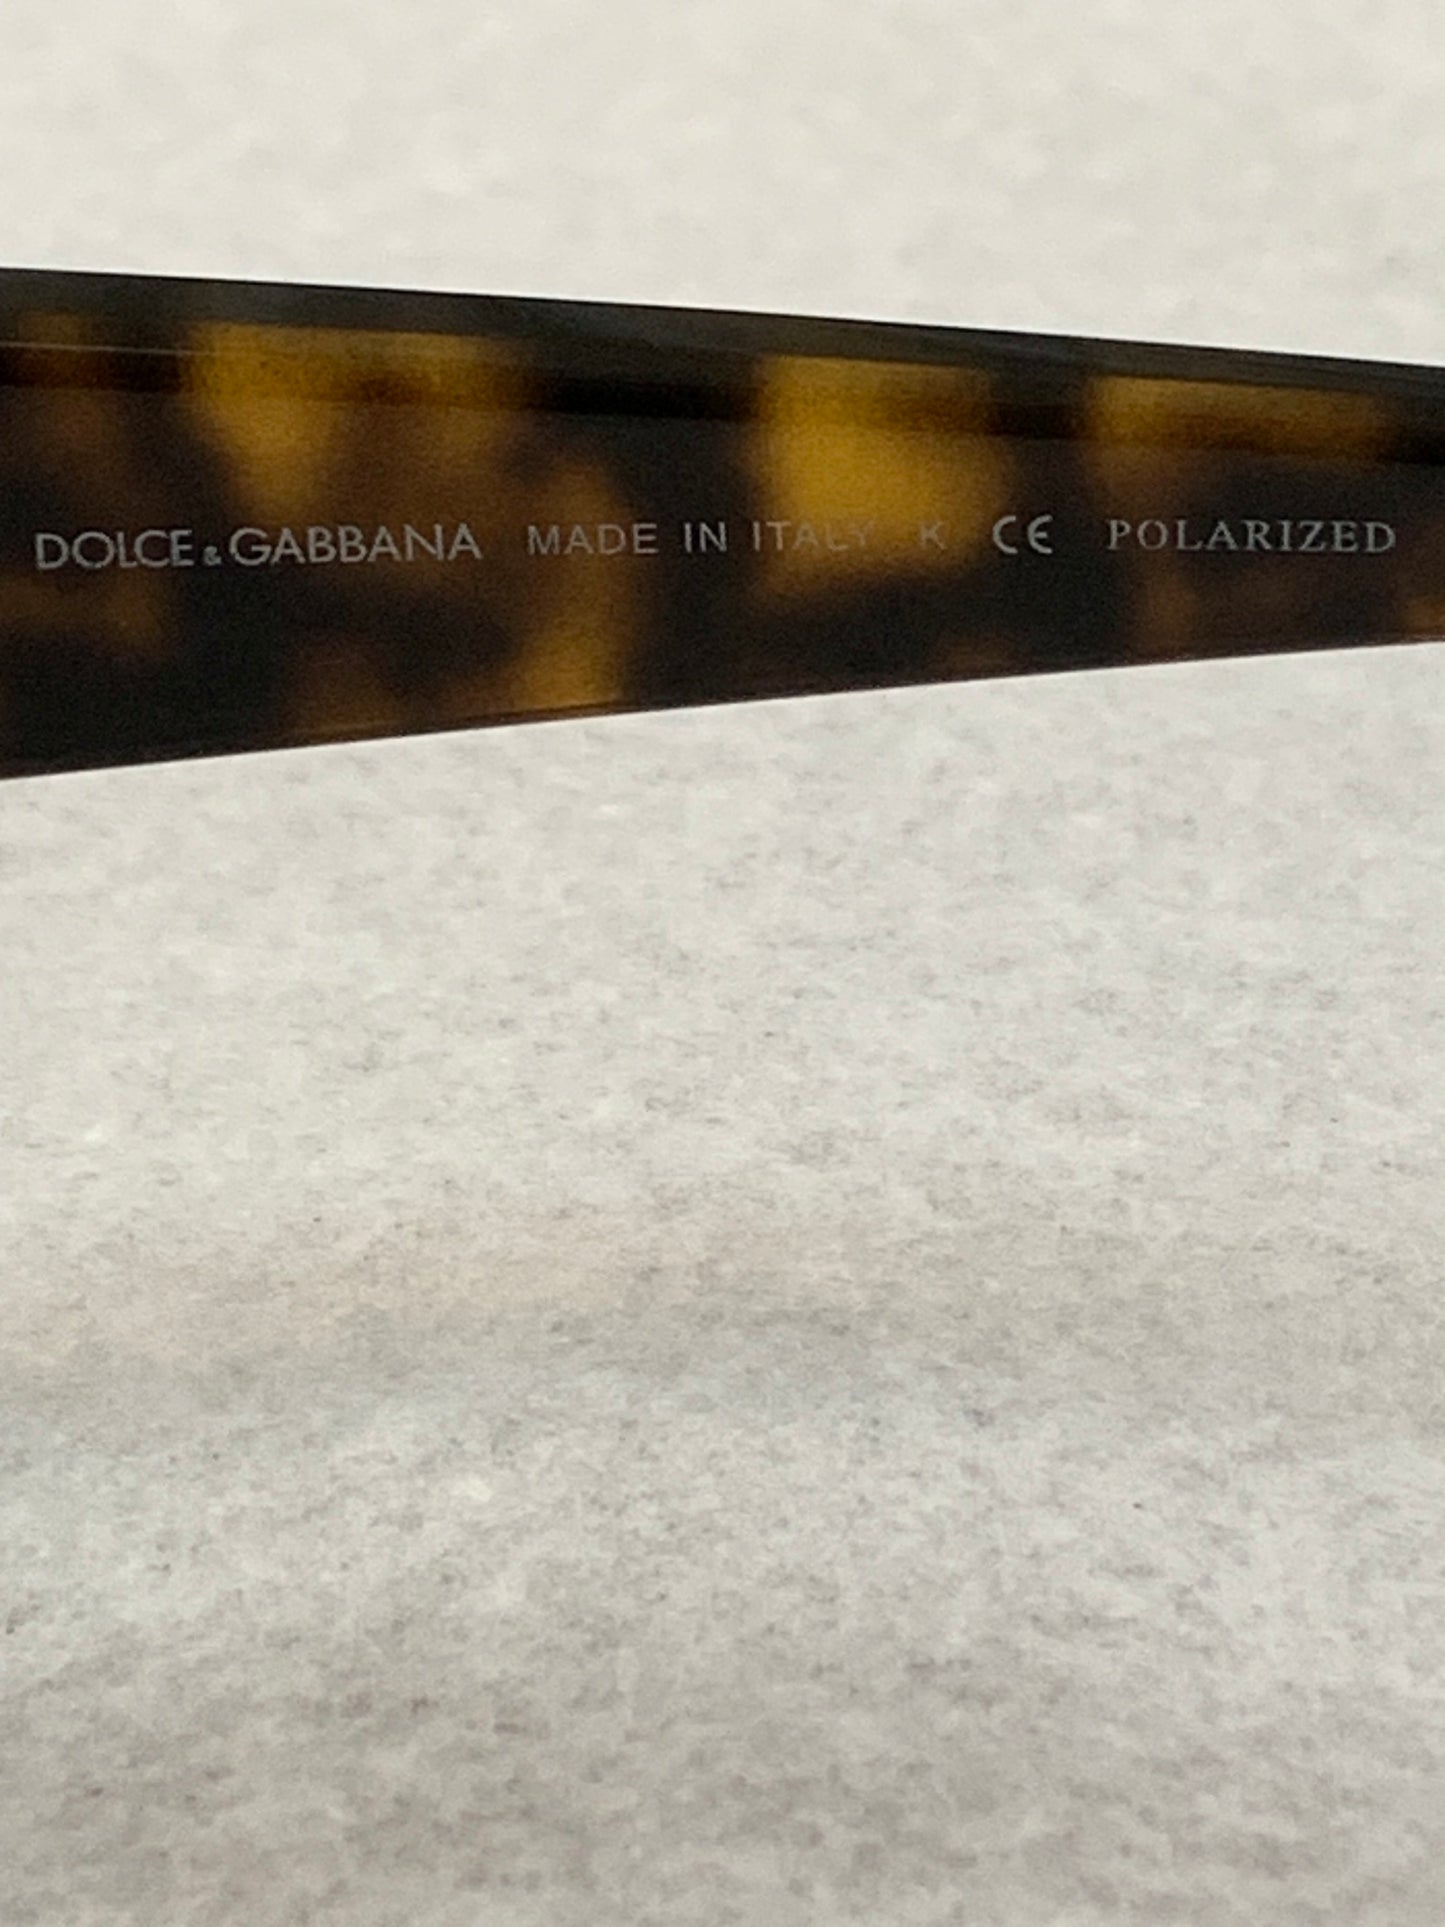 DOLCE & GABBANA MADE IN ITALY K CE POLARIZED